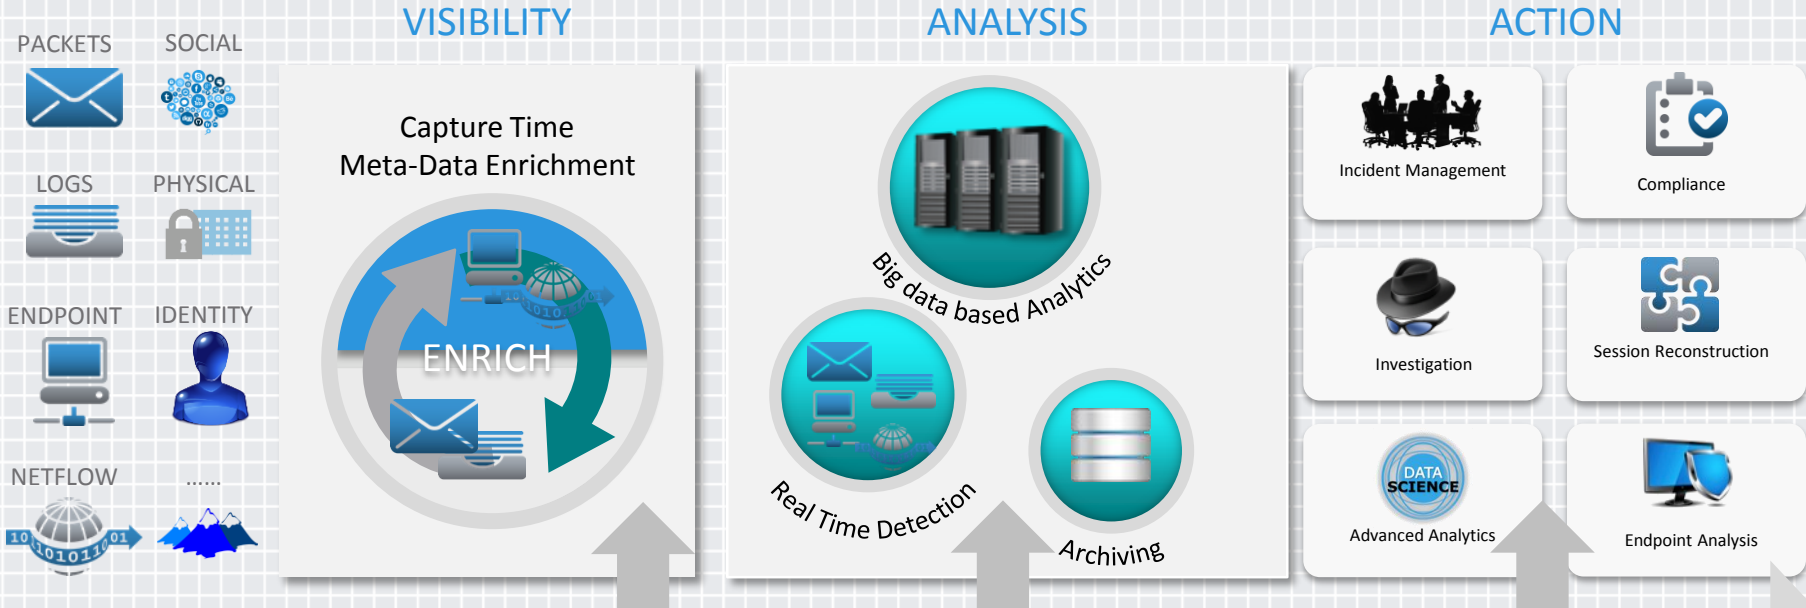 VISIBILITY
ANALYSIS
ACTION
PACKETS
SOCIAL
LOGS
PHYSICAL
ENDPOINT
IDENTITY
NETFLOW
......
Capture Time
Meta-Data Enrichment
ENRICH
Big data based Analytics
Real Time Detection
Archiving
Incident Management
Compliance
Investigation
Session Reconstruction
DATA
SCIENCE
Advanced Analytics
Endpoint Analysis